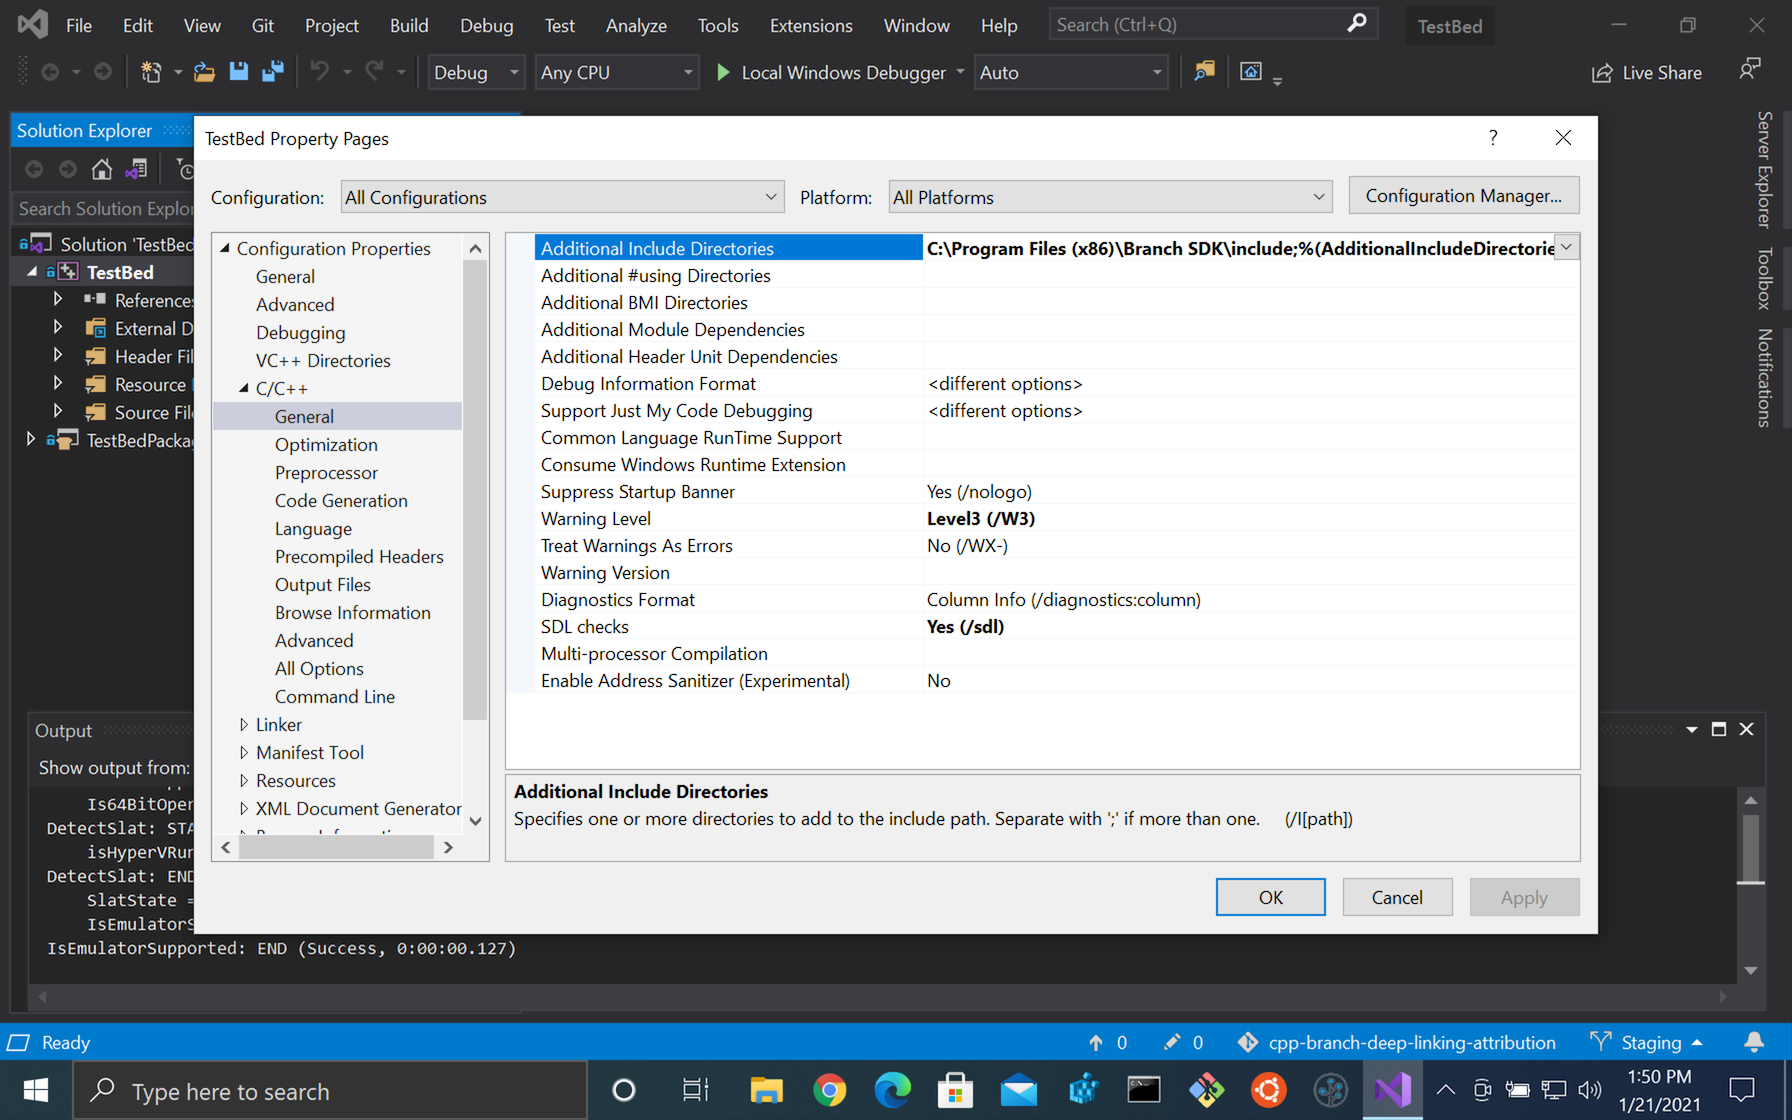 File Edit View Git Project Build Debug Test Analyze Tools Extensions Window Help Search (Ctrl+Q) TestBed
Debug Any CPU Local Windows Debugger Auto Live Share
Solution Explorer
Search Solution Explor
Solution 'TestBed
TestBed
References
External D
Header Fil
Resource
Source File
TestBedPacka
Server Explorer
Toolbox
Notifications
TestBed Property Pages ?
Configuration: All Configurations Platform: All Platforms Configuration Manager...
Configuration Properties
General
Advanced
Debugging
VC++ Directories
C/C++
General
Optimization
Preprocessor
Code Generation
Language
Precompiled Headers
Output Files
Browse Information
Advanced
All Options
Command Line
Linker
Manifest Tool
Resources
XML Document Generator
Additional Include Directories C:\Program Files (x86)\Branch SDK\include;%(AdditionalIncludeDirectorie
Additional #using Directories
Additional BMI Directories
Additional Module Dependencies
Additional Header Unit Dependencies
Debug Information Format <different options>
Support Just My Code Debugging <different options>
Common Language RunTime Support
Consume Windows Runtime Extension
Suppress Startup Banner Yes (/nologo)
Warning Level Level3 (/W3)
Treat Warnings As Errors No (/WX-)
Warning Version
Diagnostics Format Column Info (/diagnostics:column)
SDL checks Yes (/sdl)
Multi-processor Compilation
Enable Address Sanitizer (Experimental) No
Additional Include Directories
Specifies one or more directories to add to the include path. Separate with ';' if more than one. (/I[path])
OK Cancel Apply
Output
Show output from:
Is64BitOper
DetectSlat: STA
isHyperVRun
DetectSlat: END
SlatState =
IsEmulatorS
IsEmulatorSupported: END (Success, 0:00:00.127)
Ready 0 0 cpp-branch-deep-linking-attribution Staging
Type here to search
1:50 PM
1/21/2021